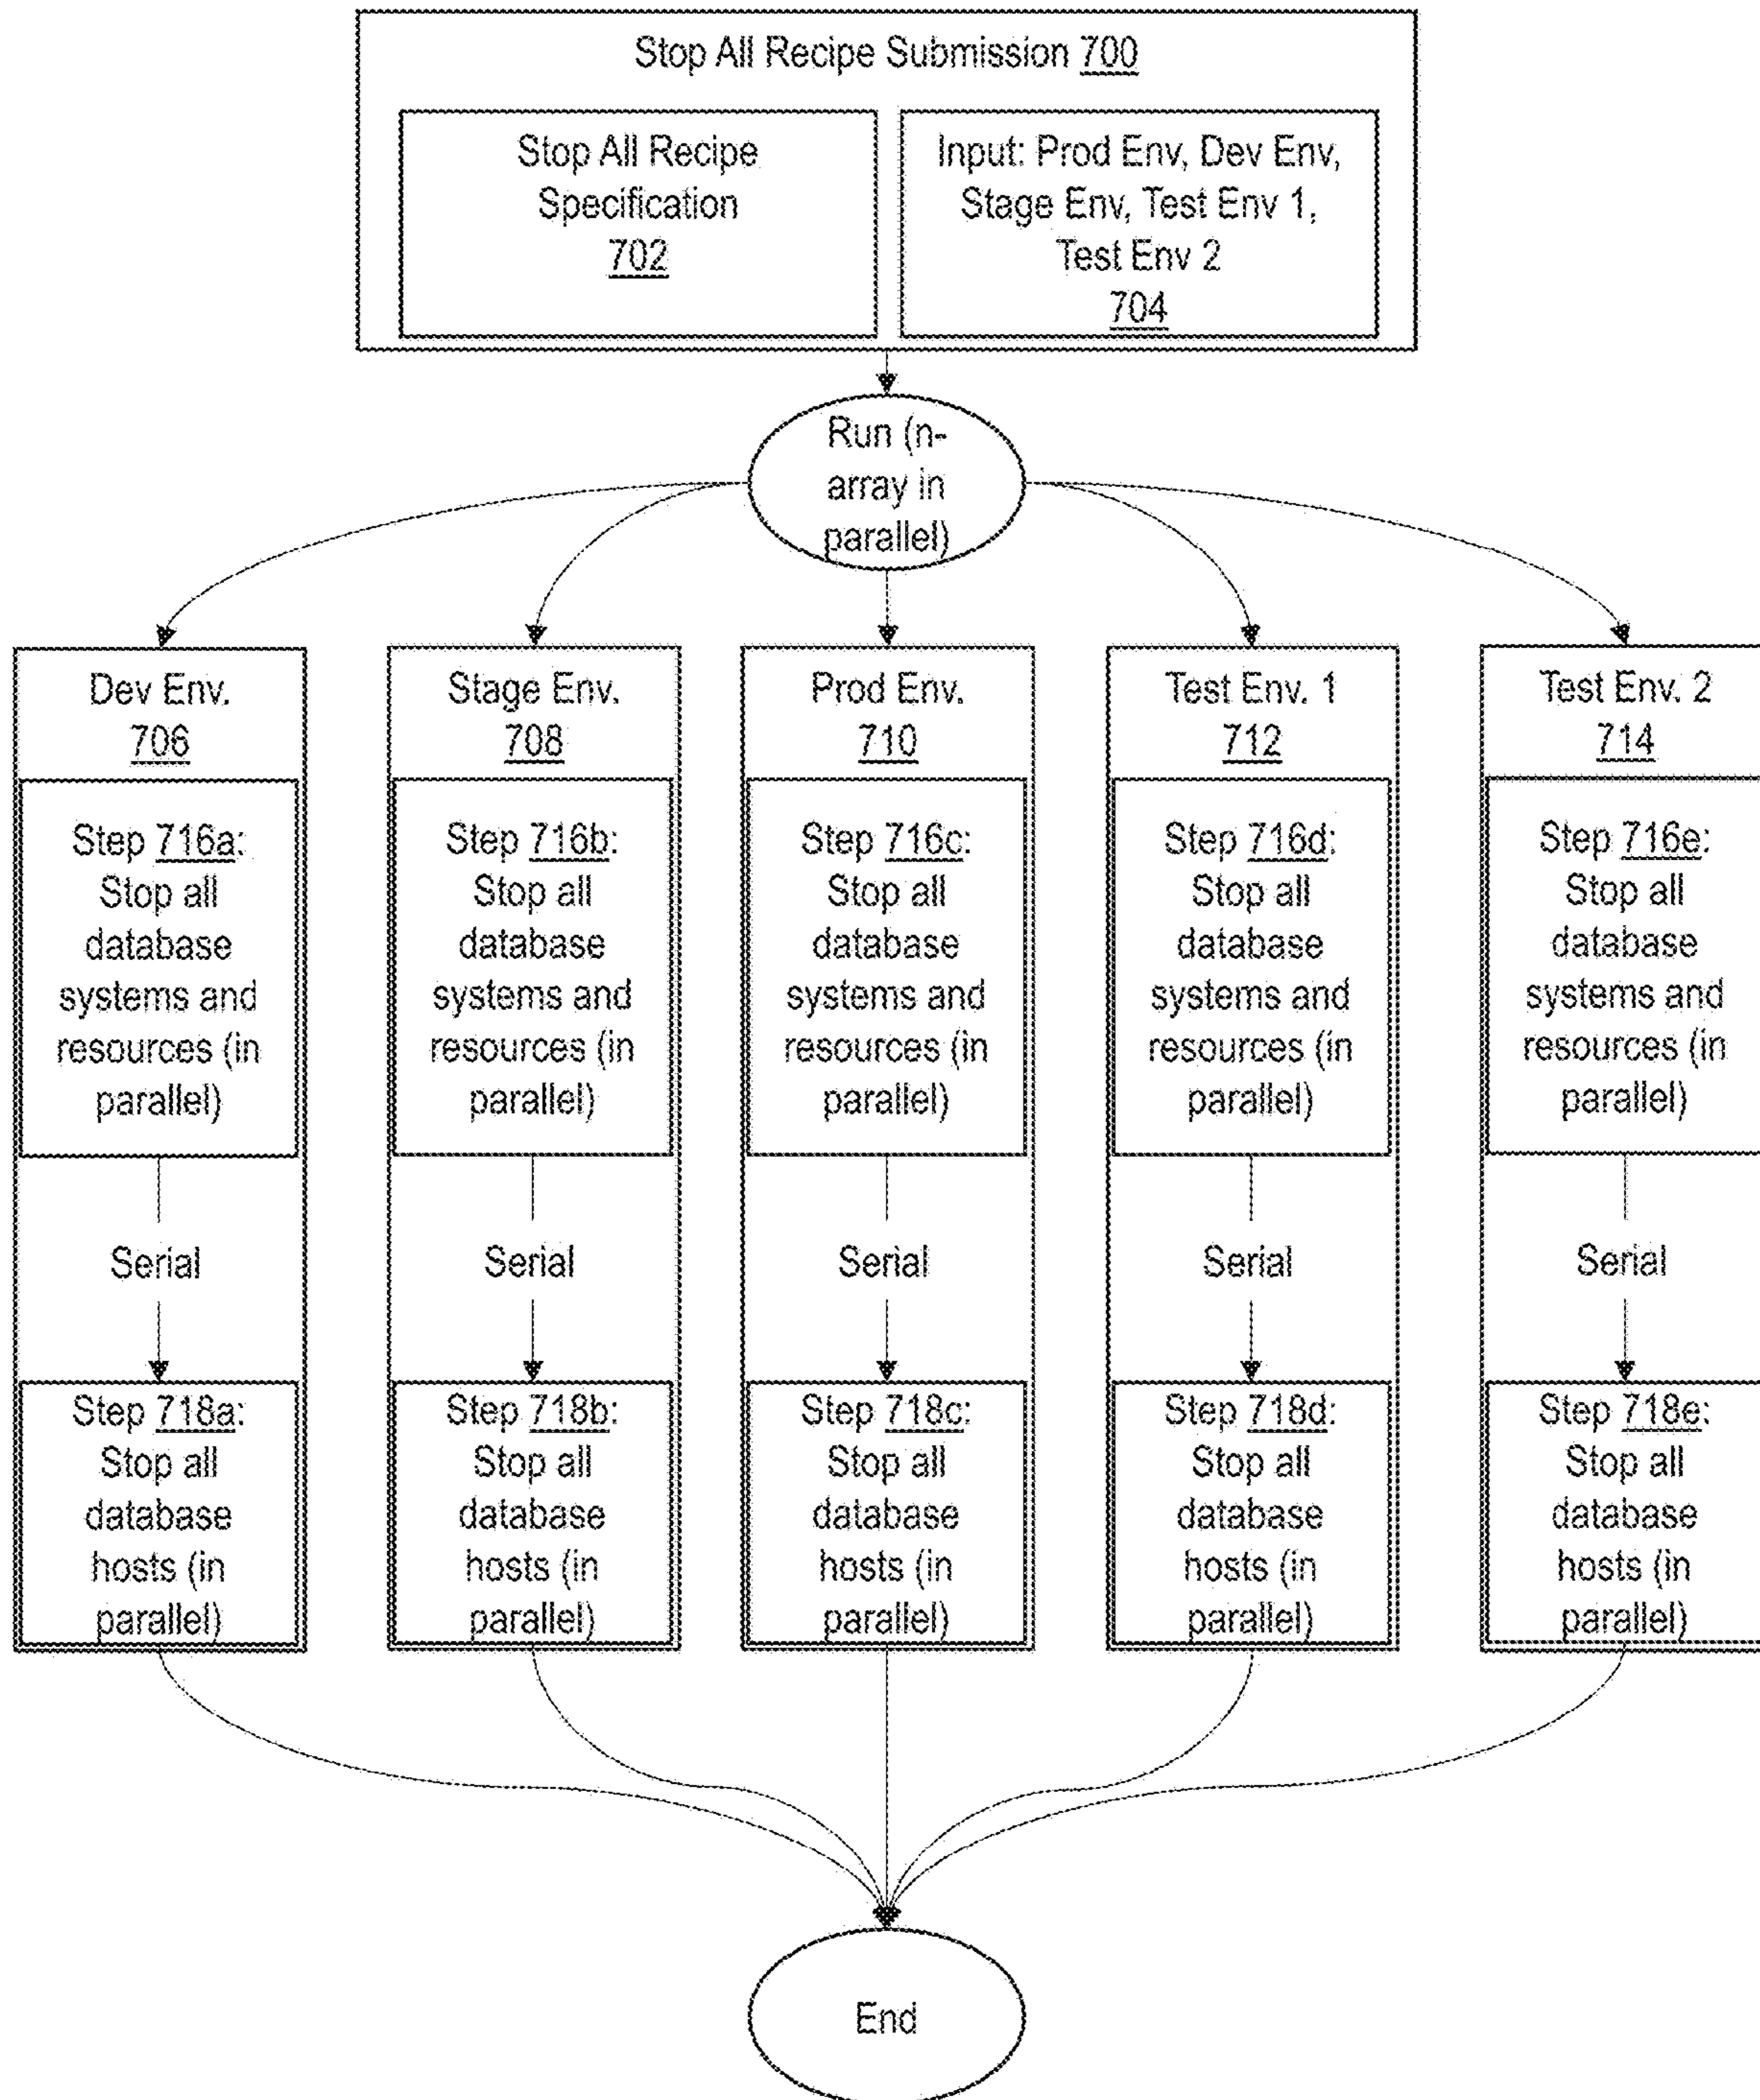 Stop All Recipe Submission 700
Stop All Recipe
Specification
702
Input: Prod Env, Dev Env,
Stage Env, Test Env 1,
Test Env 2
704
Run (n-
array in
parallel)
Dev Env.
706
Step 716a:
Stop all
database
systems and
resources (in
parallel)
Serial
Step 718a:
Stop all
database
hosts (in
parallel)
Stage Env.
708
Step 716b:
Stop all
database
systems and
resources (in
parallel)
Serial
Step 718b:
Stop all
database
hosts (in
parallel)
Prod Env.
710
Step 716c:
Stop all
database
systems and
resources (in
parallel)
Serial
Step 718c:
Stop all
database
hosts (in
parallel)
Test Env. 1
712
Step 716d:
Stop all
database
systems and
resources (in
parallel)
Serial
Step 718d:
Stop all
database
hosts (in
parallel)
Test Env. 2
714
Step 716e:
Stop all
database
systems and
resources (in
parallel)
Serial
Step 718e:
Stop all
database
hosts (in
parallel)
End